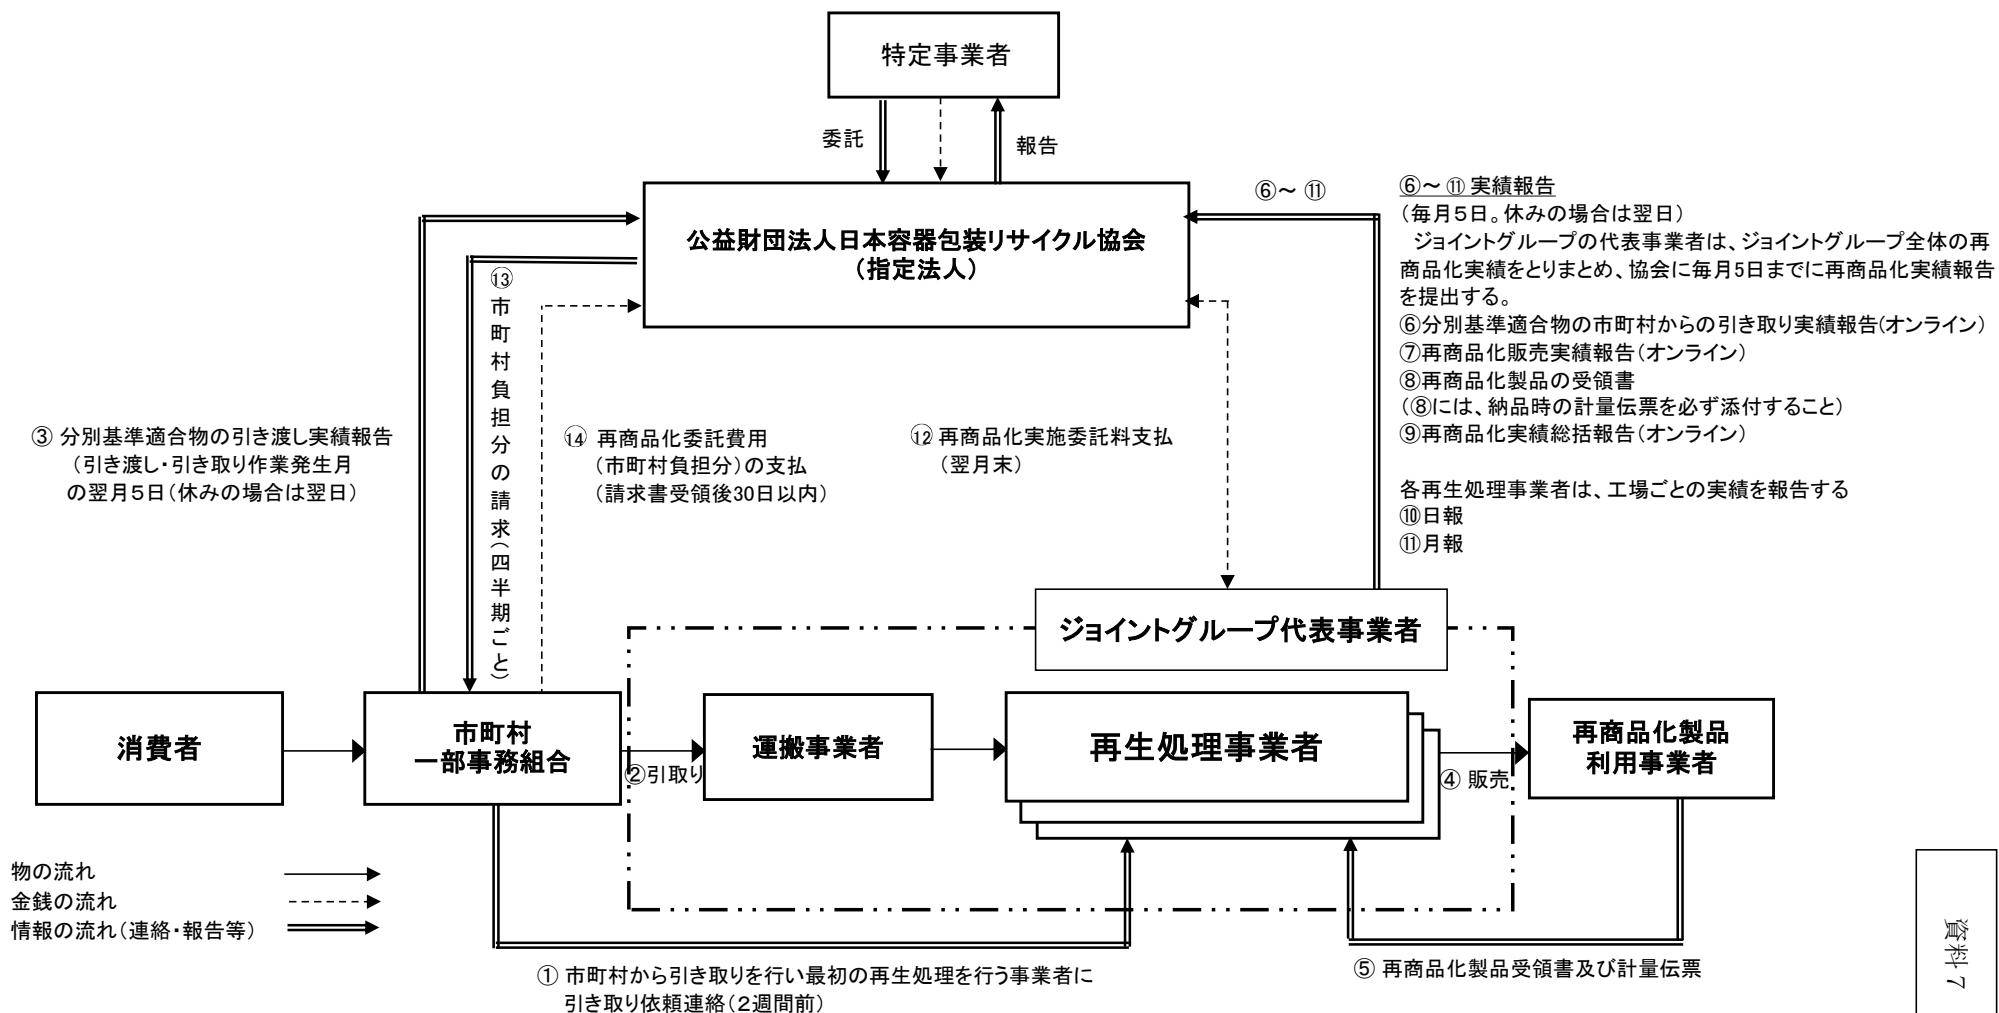 特定事業者
委託
報告
公益財団法人日本容器包装リサイクル協会
(指定法人)
⑥～ ⑪
⑥～ ⑪ 実績報告
(毎月5日。休みの場合は翌日)
ジョイントグループの代表事業者は、ジョイントグループ全体の再
商品化実績をとりまとめ、協会に毎月5日までに再商品化実績報告
を提出する。
⑥分別基準適合物の市町村からの引き取り実績報告(オンライン)
⑦再商品化販売実績報告(オンライン)
⑧再商品化製品の受領書
(⑧には、納品時の計量伝票を必ず添付すること)
⑨再商品化実績総括報告(オンライン)
各再生処理事業者は、工場ごとの実績を報告する
⑩日報
⑪月報
③ 分別基準適合物の引き渡し実績報告
(引き渡し・引き取り作業発生月
の翌月5日(休みの場合は翌日)
⑬市町村負担分の請求(四半期ごと)
⑭ 再商品化委託費用
(市町村負担分)の支払
(請求書受領後30日以内)
⑫ 再商品化実施委託料支払
(翌月末)
ジョイントグループ代表事業者
消費者
市町村
一部事務組合
②引取り
運搬事業者
再生処理事業者
④ 販売
再商品化製品
利用事業者
物の流れ
金銭の流れ
情報の流れ(連絡・報告等)
① 市町村から引き取りを行い最初の再生処理を行う事業者に
引き取り依頼連絡(2週間前)
⑤ 再商品化製品受領書及び計量伝票
資料7